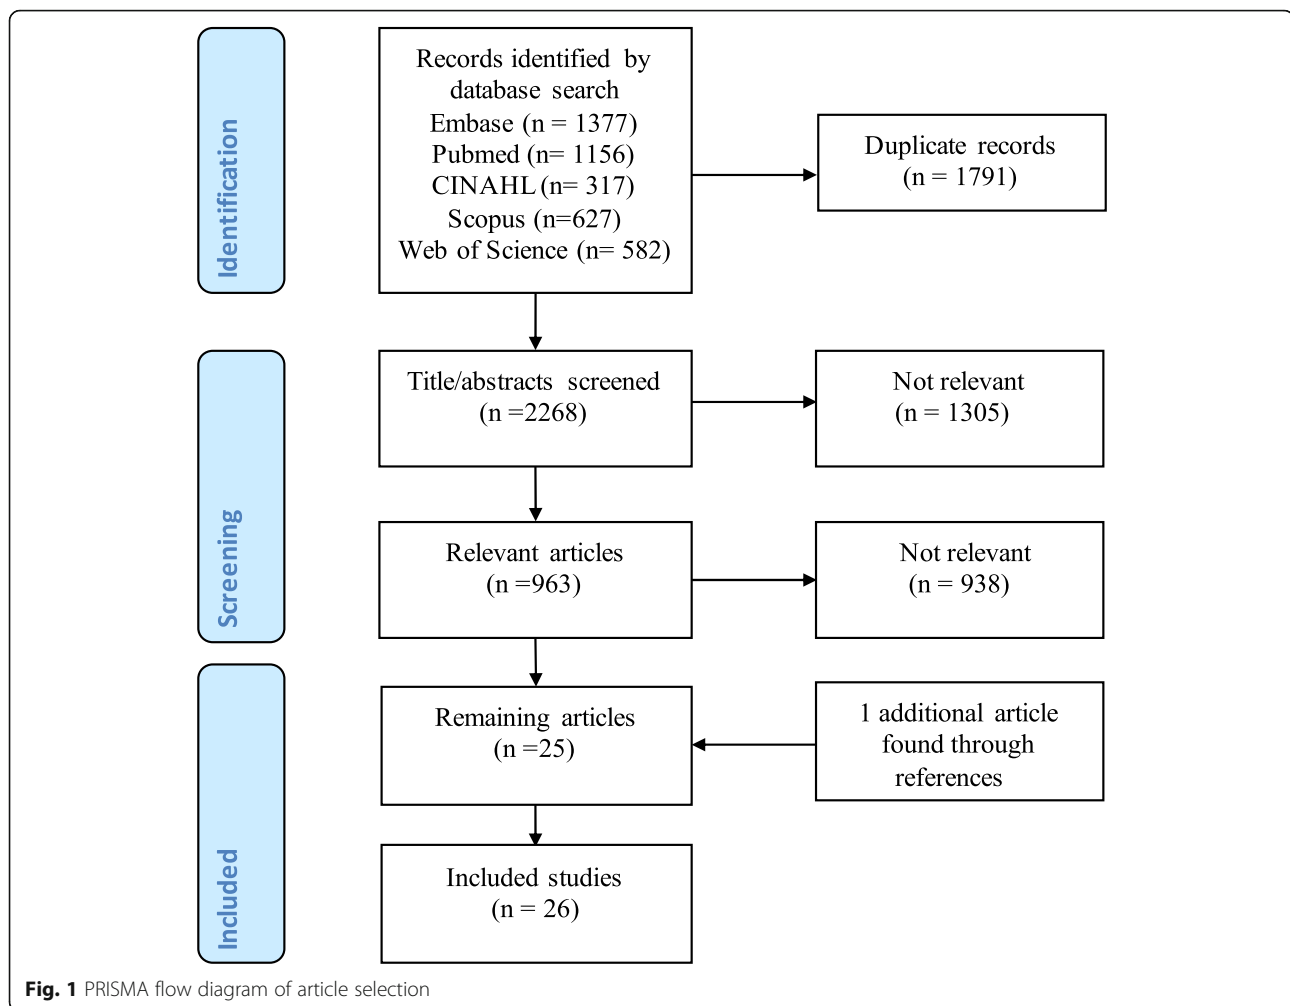 Identification
Records identified by
database search
Embase (n = 1377)
Pubmed (n= 1156)
CINAHL (n= 317)
Scopus (n=627)
Web of Science (n= 582)
Duplicate records
(n = 1791)
Screening
Title/abstracts screened
(n =2268)
Not relevant
(n = 1305)
Relevant articles
(n =963)
Not relevant
(n = 938)
Included
Remaining articles
(n =25)
1 additional article
found through
references
Included studies
(n = 26)
Fig. 1 PRISMA flow diagram of article selection